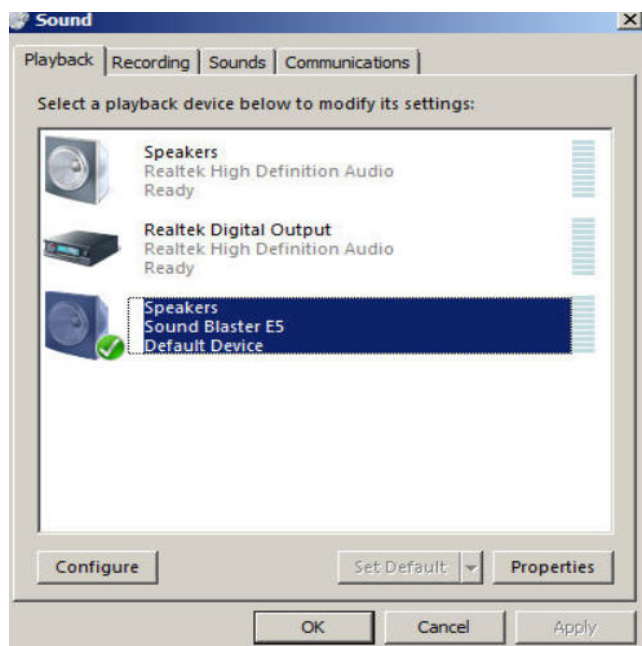 Sound
Playback Recording Sounds Communications
Select a playback device below to modify its settings:
Speakers
Realtek High Definition Audio
Ready
Realtek Digital Output
Realtek High Definition Audio
Ready
Speakers
Sound Blaster E5
Default Device
Configure Set Default Properties
OK Cancel Apply